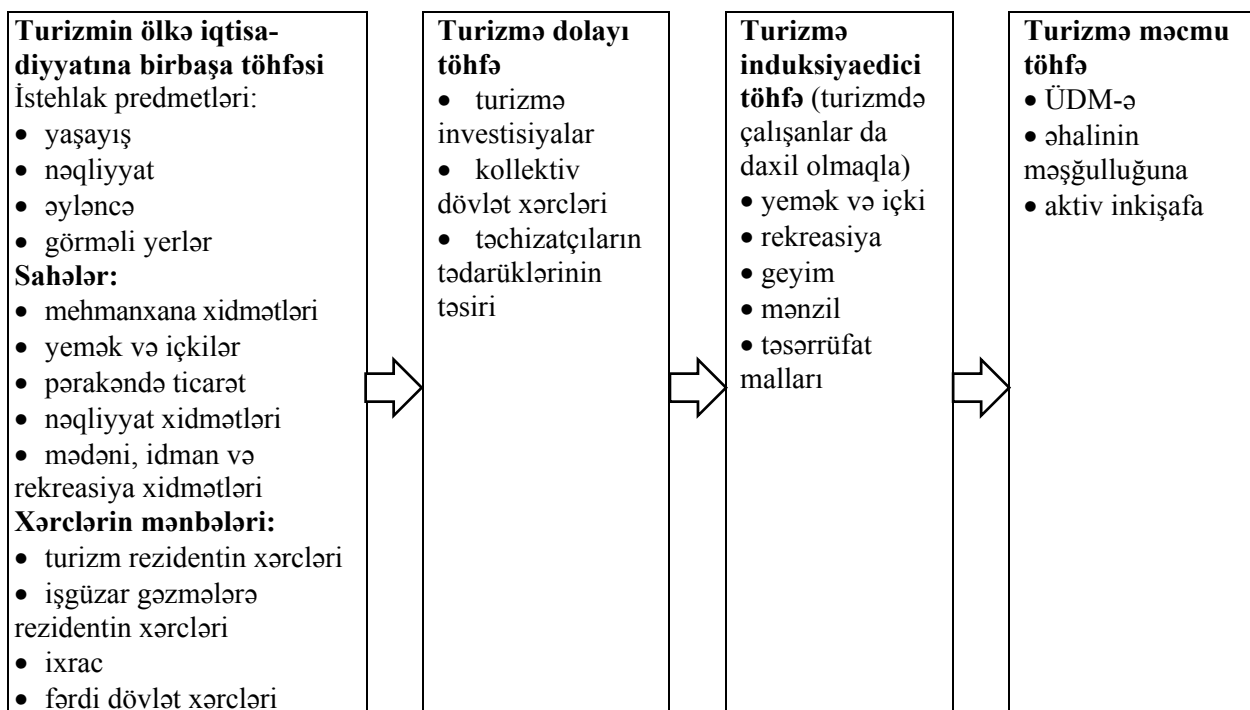 Turizmin ölkə iqtisa-
diyyatına birbaşa töhfəsi
İstehlak predmetləri:
• yaşayış
• nəqliyyat
• əyləncə
• görməli yerlər
Sahələr:
• mehmanxana xidmətləri
• yemək və içkilər
• pərakəndə ticarət
• nəqliyyat xidmətləri
• mədəni, idman və
rekreasiya xidmətləri
Xərclərin mənbələri:
• turizm rezidentin xərcləri
• işgüzar gəzmələrə
rezidentin xərcləri
• ixrac
• fərdi dövlət xərcləri
Turizmə dolayı
töhfə
• turizmə
investisiyalar
• kollektiv
dövlət xərcləri
• təchizatçıların
tədarüklərinin
təsiri
Turizmə
induksiyaedici
töhfə (turizmdə
çalışanlar da
daxil olmaqla)
• yemək və içki
• rekreasiya
• geyim
• mənzil
• təsərrüfat
malları
Turizmə məcmu
töhfə
• ÜDM-ə
• əhalinin
məşğulluğuna
• aktiv inkişafa